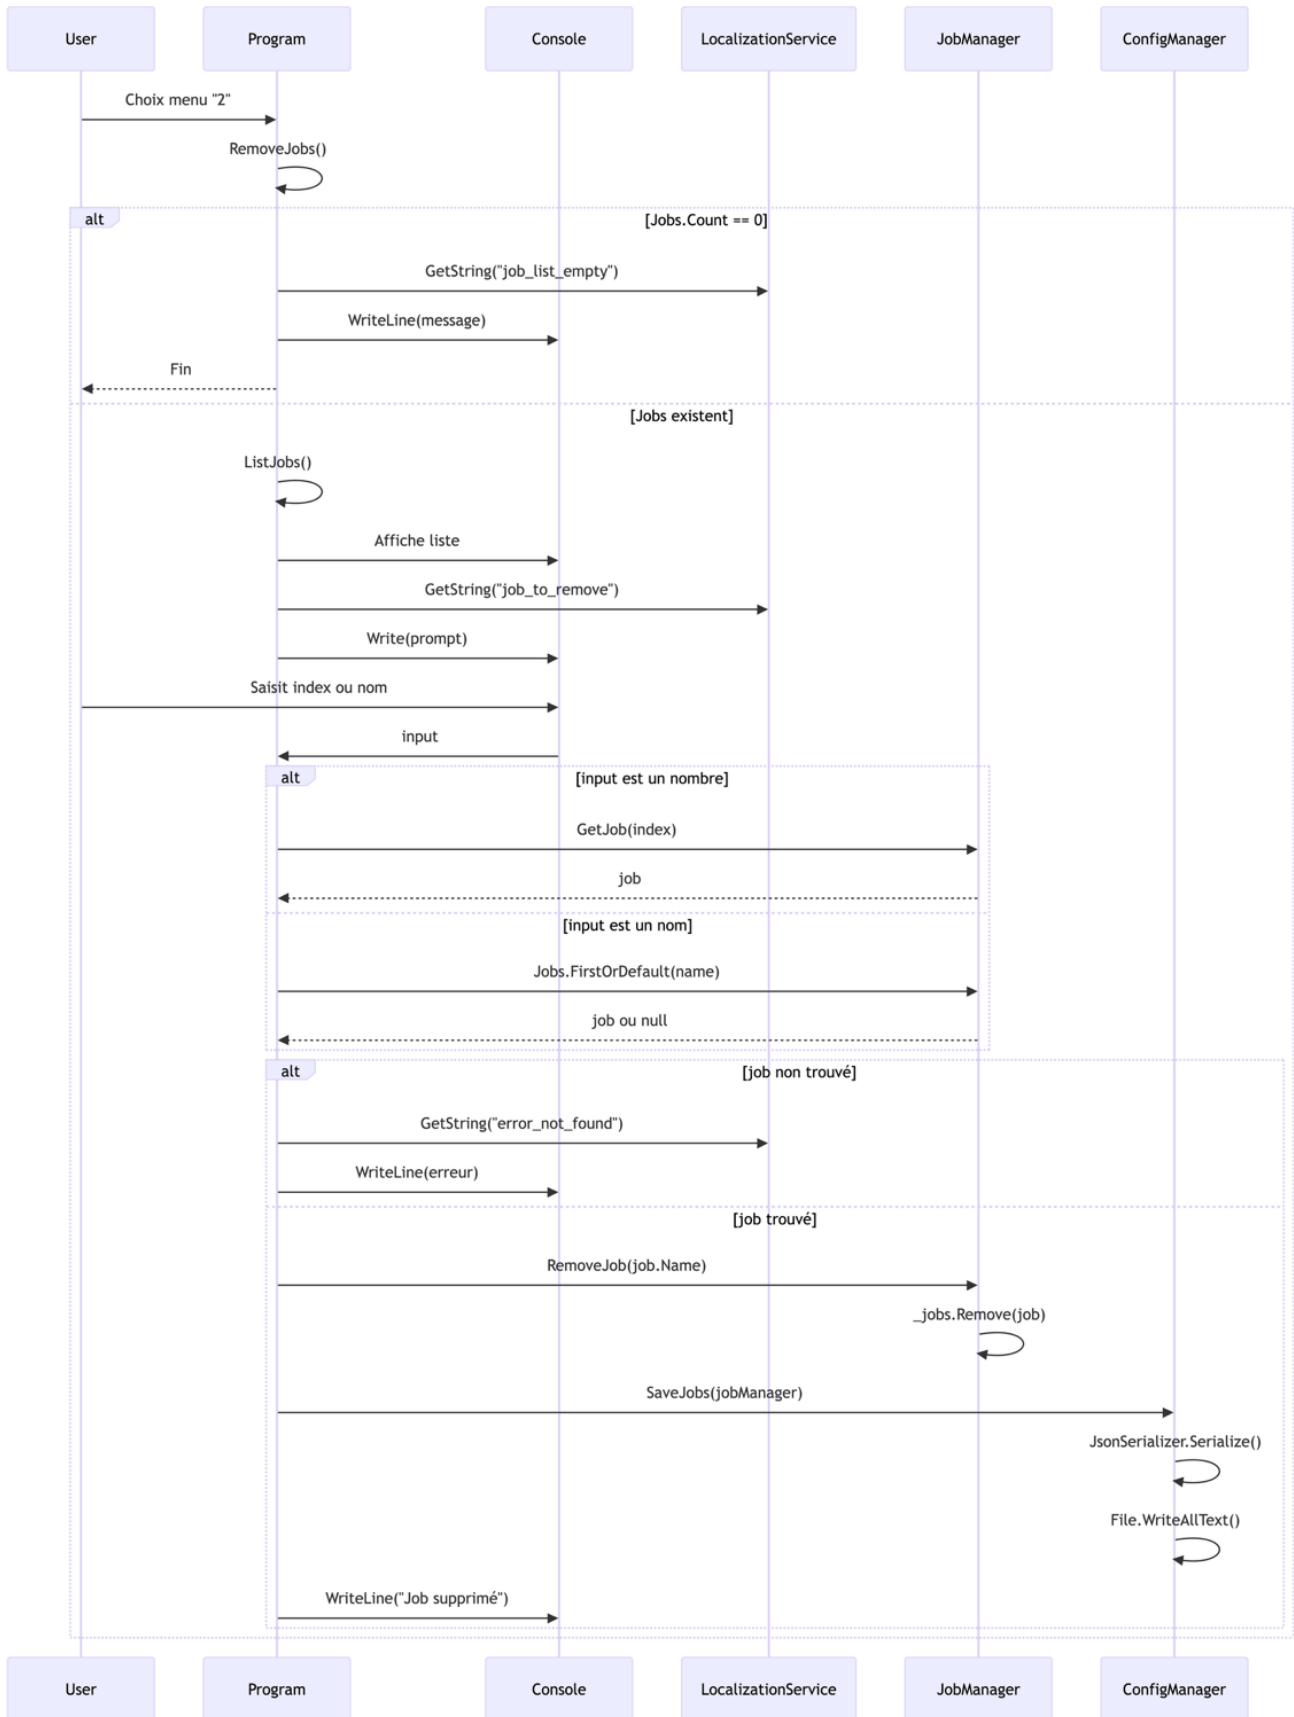 User
Program
Console
LocalizationService
JobManager
ConfigManager
Choix menu "2"
RemoveJobs()
alt
[Jobs.Count == 0]
GetString("job_list_empty")
WriteLine(message)
Fin
[Jobs existent]
ListJobs()
Affiche liste
GetString("job_to_remove")
Write(prompt)
Saisit index ou nom
input
alt
[input est un nombre]
GetJob(index)
job
[input est un nom]
Jobs.FirstOrDefault(name)
job ou null
alt
[job non trouvé]
GetString("error_not_found")
WriteLine(erreur)
[job trouvé]
RemoveJob(job.Name)
_jobs.Remove(job)
SaveJobs(jobManager)
JsonSerializer.Serialize()
File.WriteAllText()
WriteLine("Job supprimé")
User
Program
Console
LocalizationService
JobManager
ConfigManager